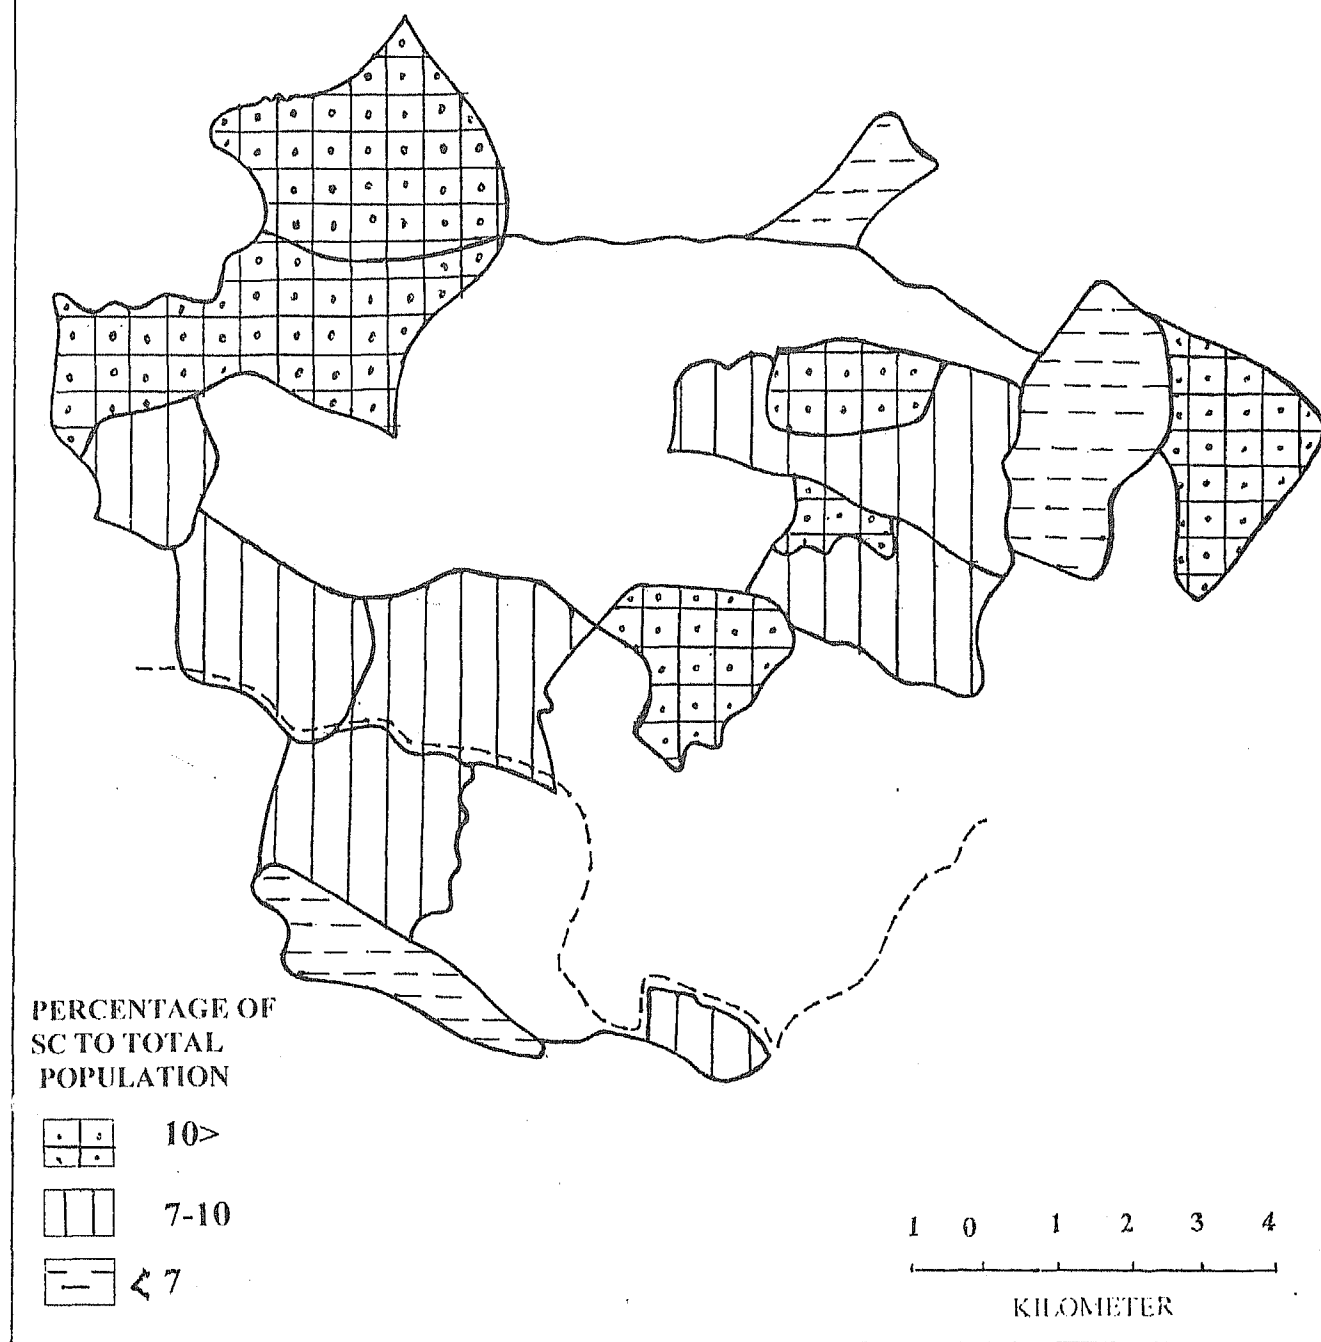 PERCENTAGE OF
SC TO TOTAL
POPULATION
10>
7-10
< 7
1 0 1 2 3 4
KILOMETER